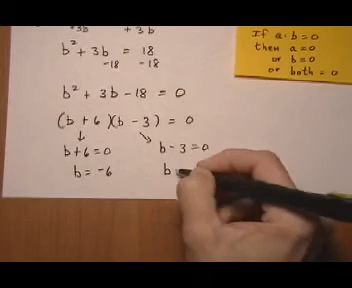 +3b +3b
b² + 3b = 18
-18 -18
b² + 3b - 18 = 0
(b + 6)(b - 3) = 0
b + 6 = 0 b - 3 = 0
b = -6 b =
If a·b = 0
then a = 0
or b = 0
or both = 0